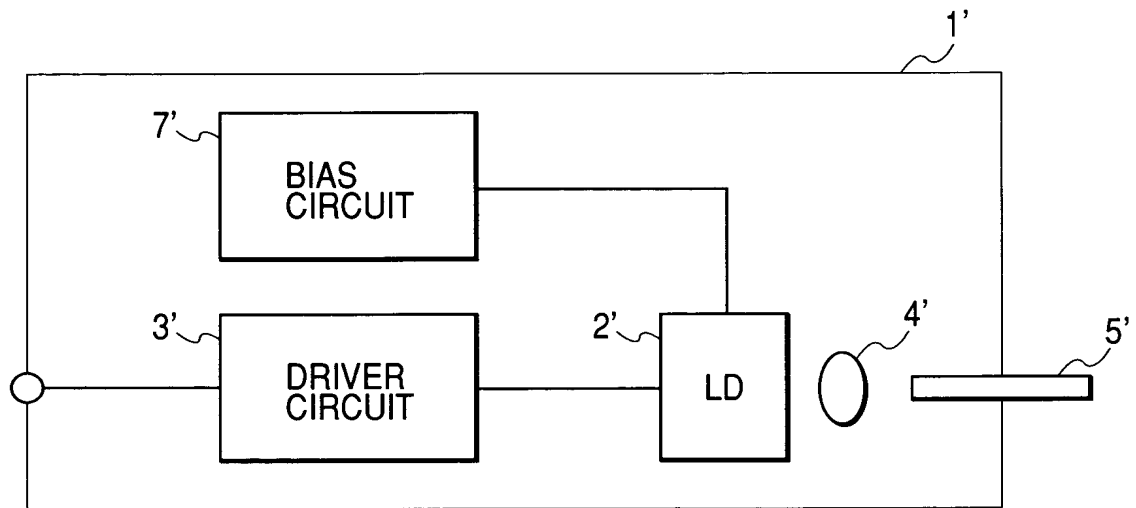 1'
7'
BIAS
CIRCUIT
3'
DRIVER
CIRCUIT
2'
LD
4'
5'